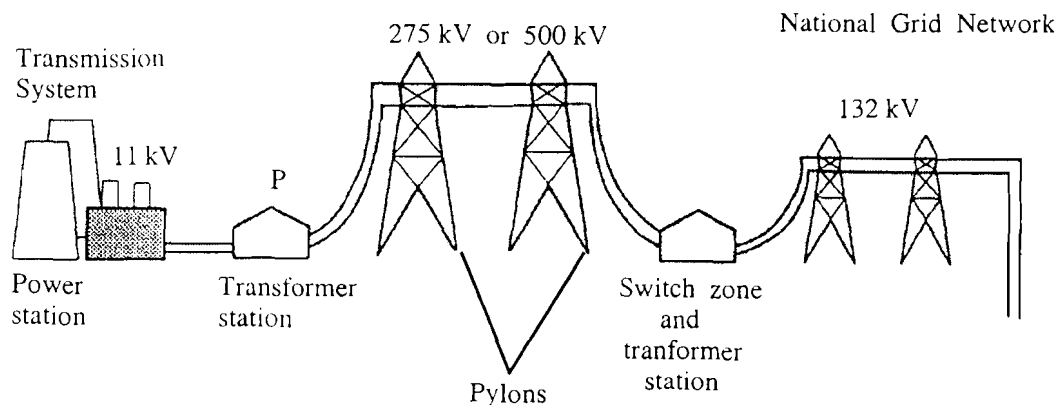 National Grid Network
275 kV or 500 kV
Transmission
System
132 kV
11 kV
P
Power
station
Transformer
station
Switch zone
and
tranformer
station
Pylons